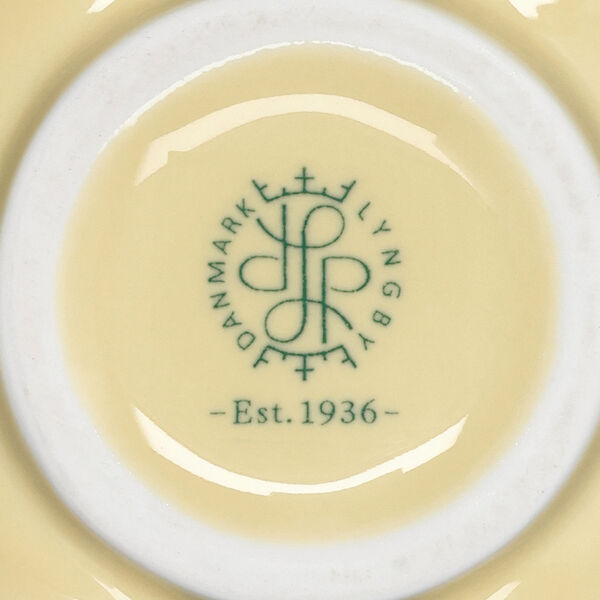 DANMARK
LYNGBY
-Est. 1936-